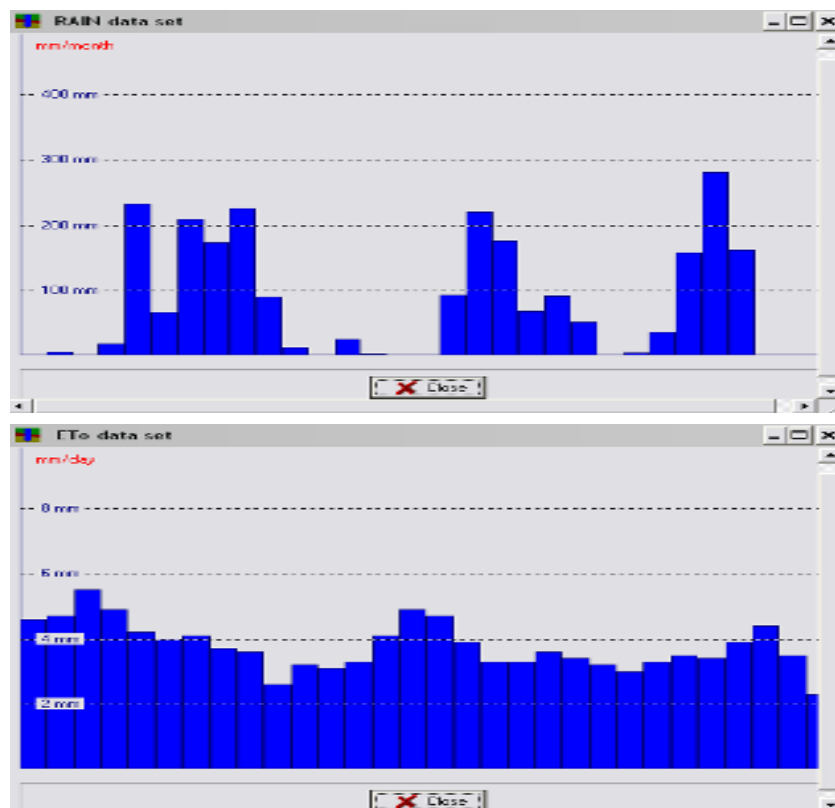 RAIN data set
mm/month
400 mm
300 mm
200 mm
100 mm
Close
ETo data set
mm/day
8 mm
6 mm
4 mm
2 mm
Close